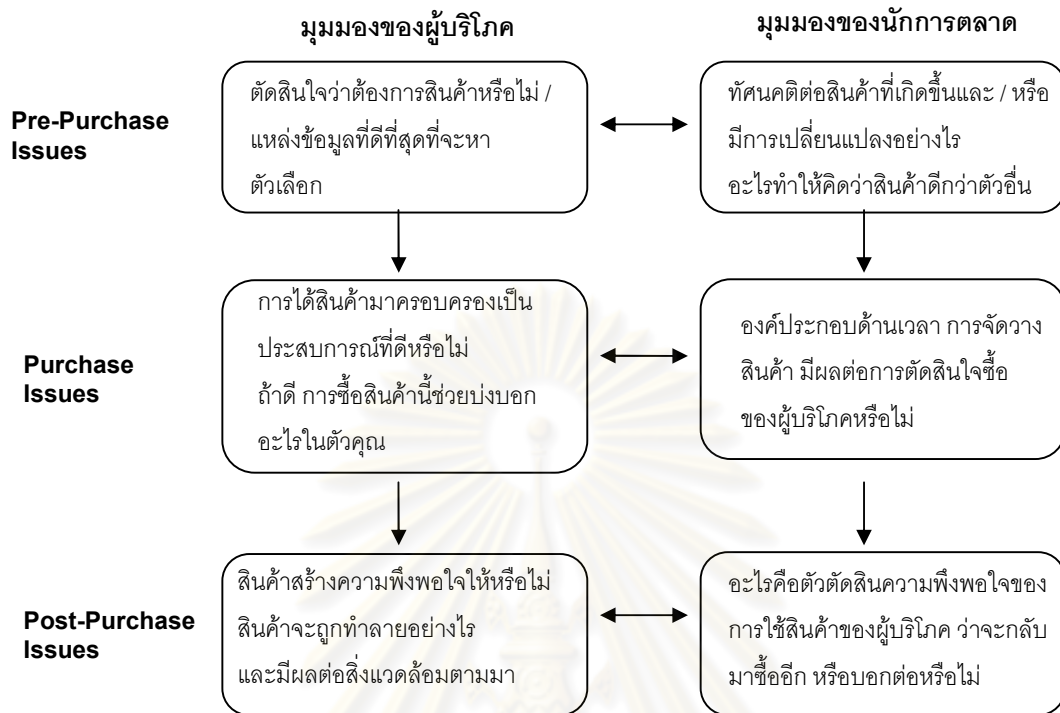 มุมมองของผู้บริโภค
มุมมองของนักการตลาด
Pre-Purchase
Issues
ตัดสินใจว่าต้องการสินค้าหรือไม่ /
แหล่งข้อมูลที่ดีที่สุดที่จะหา
ตัวเลือก
ทัศนคติต่อสินค้าที่เกิดขึ้นและ / หรือ
มีการเปลี่ยนแปลงอย่างไร
อะไรทำให้คิดว่าสินค้าดีกว่าตัวอื่น
Purchase
Issues
การได้สินค้ามาครอบครองเป็น
ประสบการณ์ที่ดีหรือไม่
ถ้าดี การซื้อสินค้านี้ช่วยบ่งบอก
อะไรในตัวคุณ
องค์ประกอบด้านเวลา การจัดวาง
สินค้า มีผลต่อการตัดสินใจซื้อ
ของผู้บริโภคหรือไม่
Post-Purchase
Issues
สินค้าสร้างความพึงพอใจให้หรือไม่
สินค้าจะถูกทำลายอย่างไร
และมีผลต่อสิ่งแวดล้อมตามมา
อะไรคือตัวตัดสินความพึงพอใจของ
การใช้สินค้าของผู้บริโภค ว่าจะกลับ
มาซื้ออีก หรือบอกต่อหรือไม่